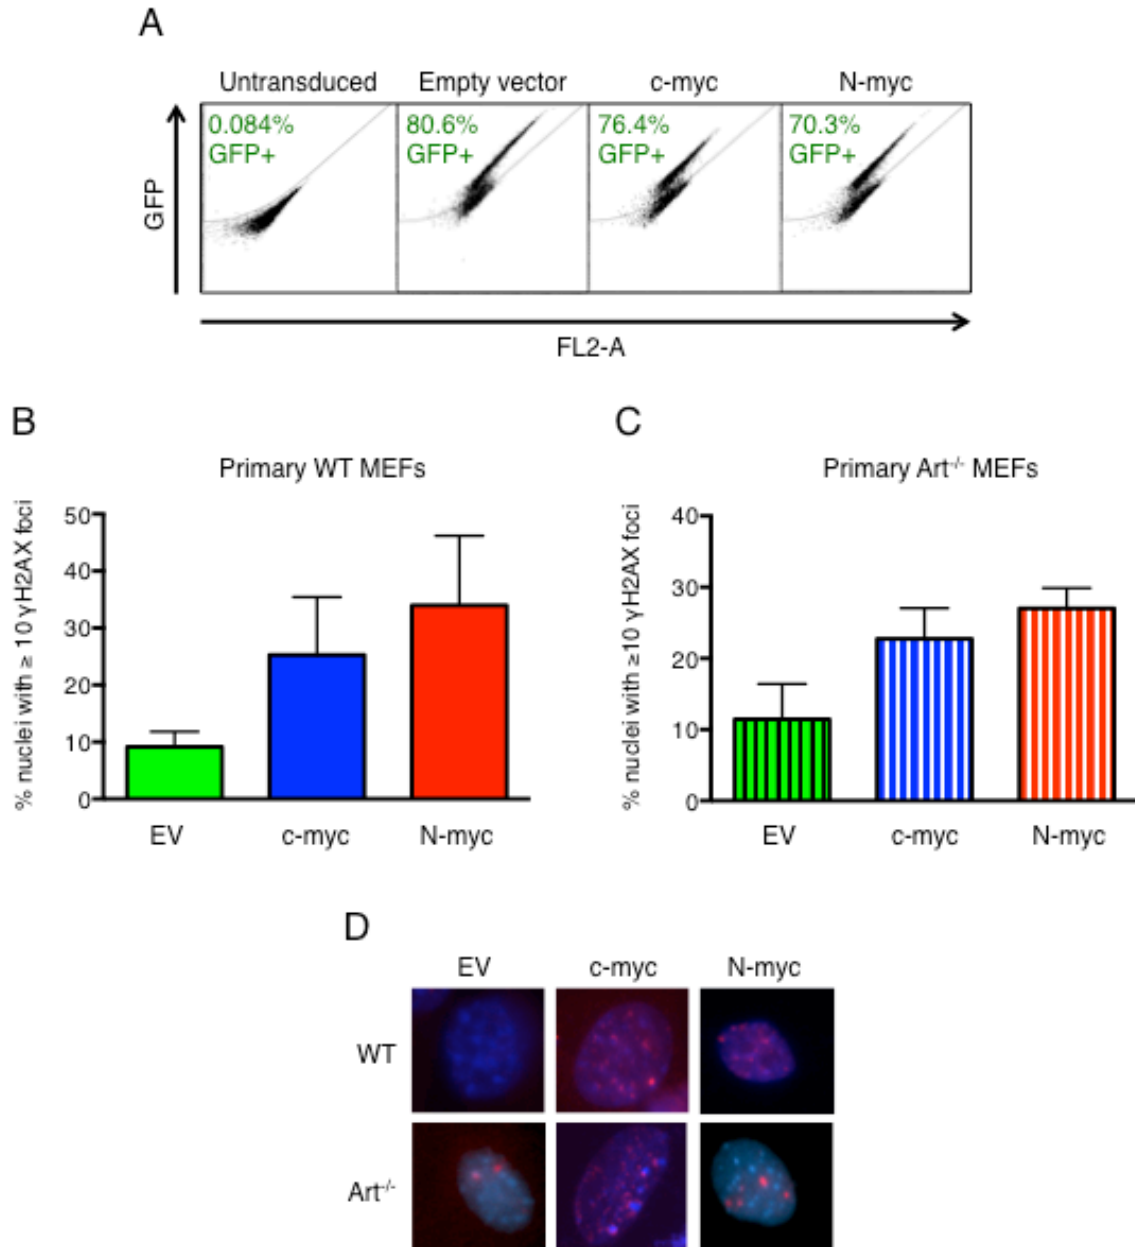 A
Untransduced Empty vector c-myc N-myc
0.084% GFP+
80.6% GFP+
76.4% GFP+
70.3% GFP+
GFP
FL2-A
B
Primary WT MEFs
% nuclei with ≥ 10 γH2AX foci
50
40
30
20
10
0
EV c-myc N-myc
C
Primary Art⁻/⁻ MEFs
% nuclei with ≥10 γH2AX foci
40
30
20
10
0
EV c-myc N-myc
D
EV c-myc N-myc
WT
Art⁻/⁻